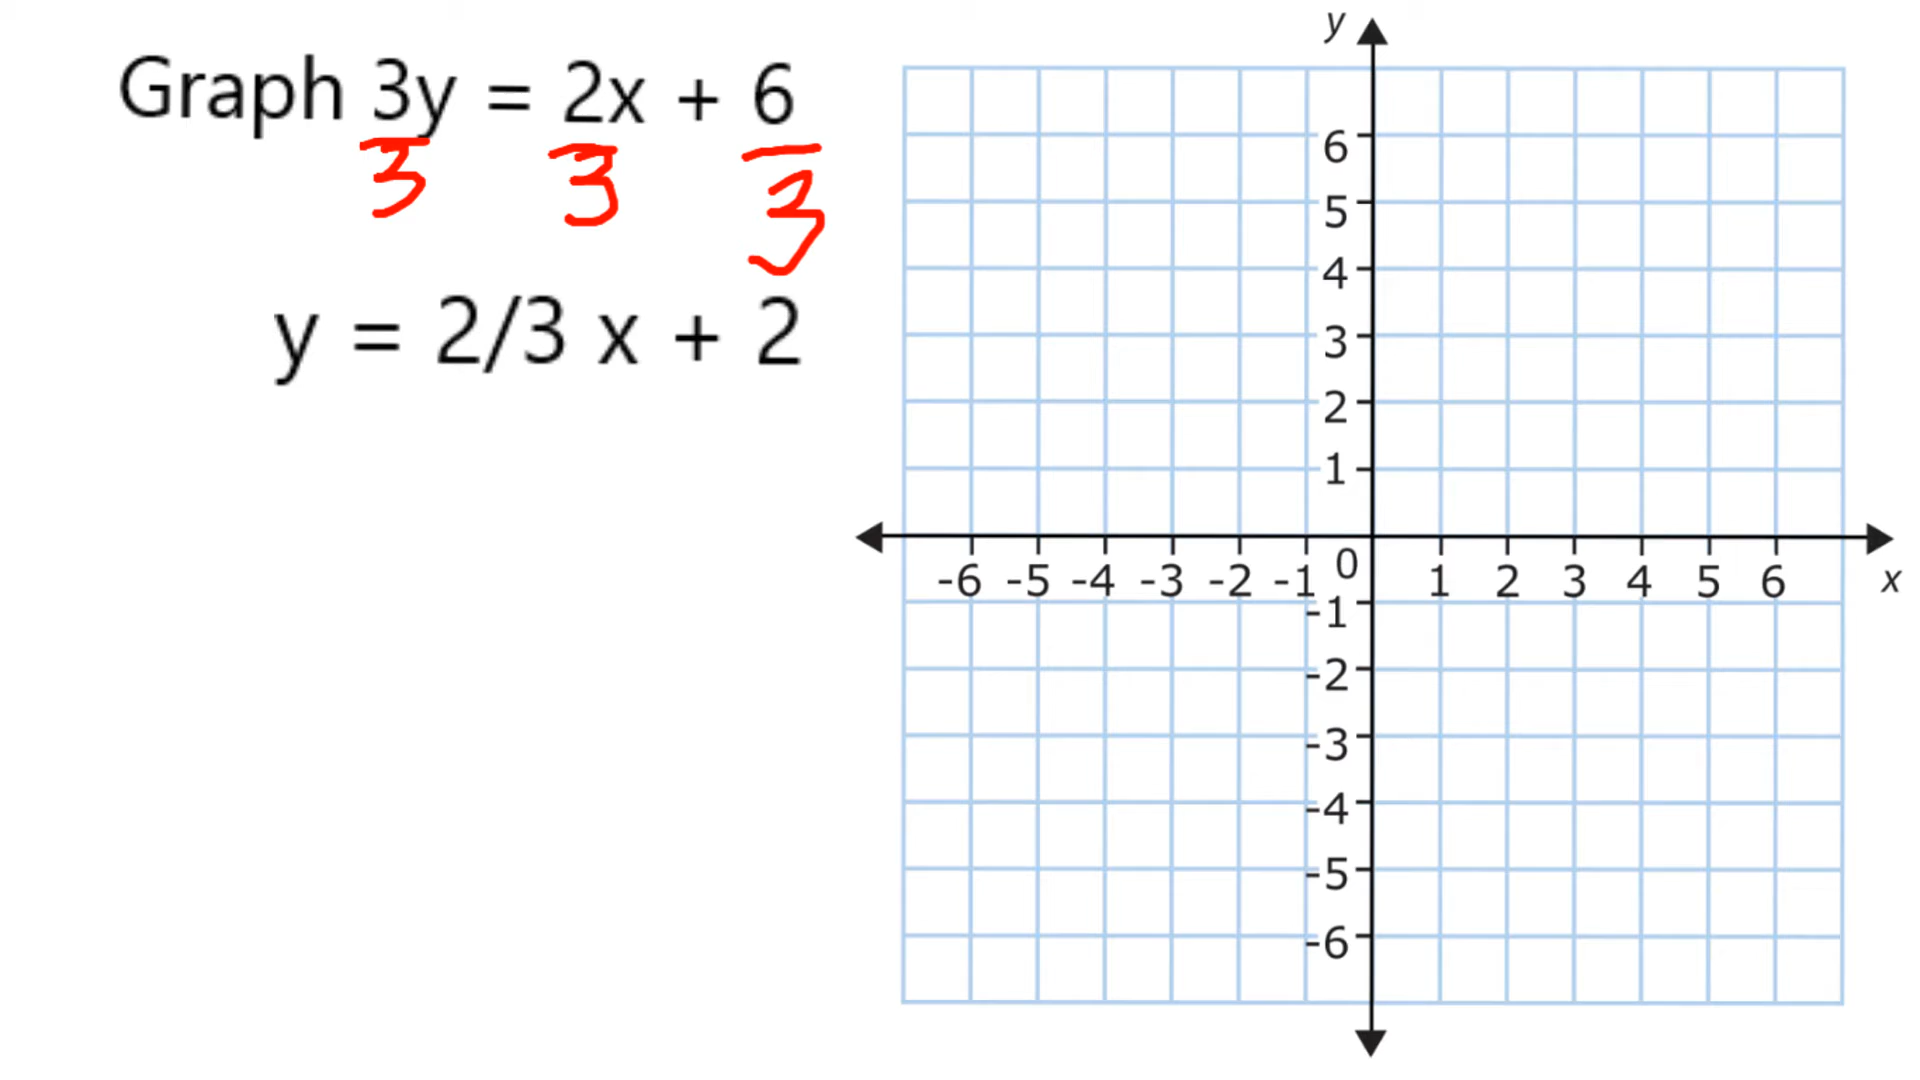 Graph 3y = 2x + 6
3 3 3
y = 2/3 x + 2
y
6
5
4
3
2
1
-6 -5 -4 -3 -2 -1 0 1 2 3 4 5 6 x
-1
-2
-3
-4
-5
-6